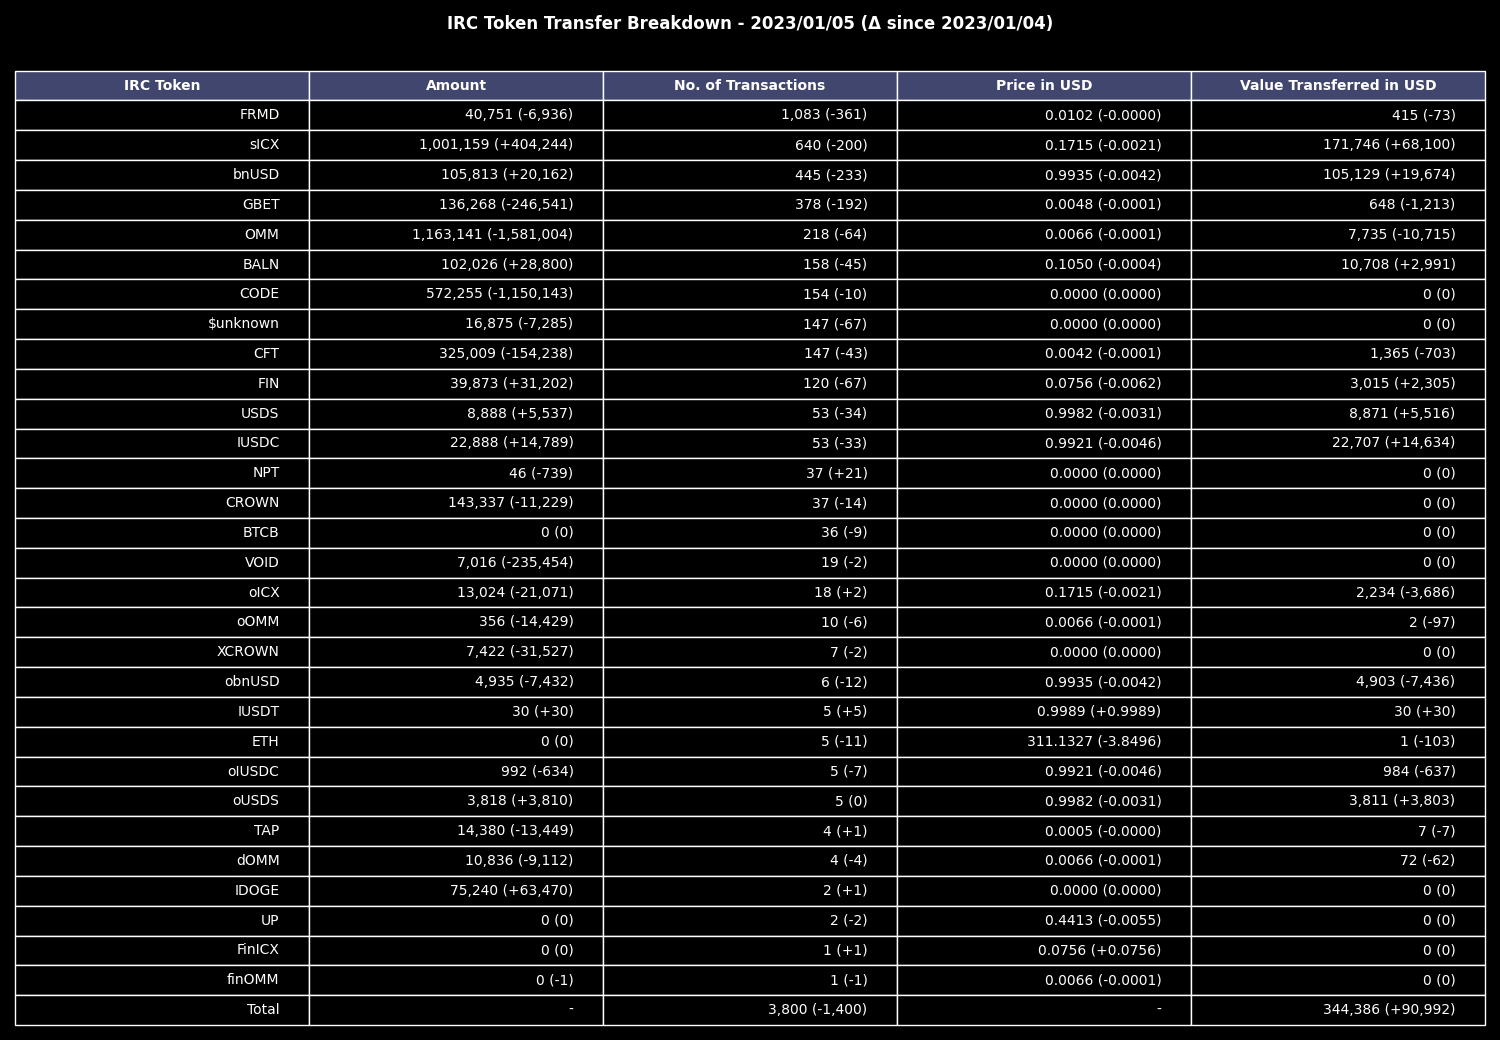 IRC Token Transfer Breakdown - 2023/01/05 (Δ since 2023/01/04)
IRC Token Amount No. of Transactions Price in USD Value Transferred in USD
FRMD 40,751 (-6,936) 1,083 (-361) 0.0102 (-0.0000) 415 (-73)
sICX 1,001,159 (+404,244) 640 (-200) 0.1715 (-0.0021) 171,746 (+68,100)
bnUSD 105,813 (+20,162) 445 (-233) 0.9935 (-0.0042) 105,129 (+19,674)
GBET 136,268 (-246,541) 378 (-192) 0.0048 (-0.0001) 648 (-1,213)
OMM 1,163,141 (-1,581,004) 218 (-64) 0.0066 (-0.0001) 7,735 (-10,715)
BALN 102,026 (+28,800) 158 (-45) 0.1050 (-0.0004) 10,708 (+2,991)
CODE 572,255 (-1,150,143) 154 (-10) 0.0000 (0.0000) 0 (0)
$unknown 16,875 (-7,285) 147 (-67) 0.0000 (0.0000) 0 (0)
CFT 325,009 (-154,238) 147 (-43) 0.0042 (-0.0001) 1,365 (-703)
FIN 39,873 (+31,202) 120 (-67) 0.0756 (-0.0062) 3,015 (+2,305)
USDS 8,888 (+5,537) 53 (-34) 0.9982 (-0.0031) 8,871 (+5,516)
IUSDC 22,888 (+14,789) 53 (-33) 0.9921 (-0.0046) 22,707 (+14,634)
NPT 46 (-739) 37 (+21) 0.0000 (0.0000) 0 (0)
CROWN 143,337 (-11,229) 37 (-14) 0.0000 (0.0000) 0 (0)
BTCB 0 (0) 36 (-9) 0.0000 (0.0000) 0 (0)
VOID 7,016 (-235,454) 19 (-2) 0.0000 (0.0000) 0 (0)
oICX 13,024 (-21,071) 18 (+2) 0.1715 (-0.0021) 2,234 (-3,686)
oOMM 356 (-14,429) 10 (-6) 0.0066 (-0.0001) 2 (-97)
XCROWN 7,422 (-31,527) 7 (-2) 0.0000 (0.0000) 0 (0)
obnUSD 4,935 (-7,432) 6 (-12) 0.9935 (-0.0042) 4,903 (-7,436)
IUSDT 30 (+30) 5 (+5) 0.9989 (+0.9989) 30 (+30)
ETH 0 (0) 5 (-11) 311.1327 (-3.8496) 1 (-103)
oIUSDC 992 (-634) 5 (-7) 0.9921 (-0.0046) 984 (-637)
oUSDS 3,818 (+3,810) 5 (0) 0.9982 (-0.0031) 3,811 (+3,803)
TAP 14,380 (-13,449) 4 (+1) 0.0005 (-0.0000) 7 (-7)
dOMM 10,836 (-9,112) 4 (-4) 0.0066 (-0.0001) 72 (-62)
IDOGE 75,240 (+63,470) 2 (+1) 0.0000 (0.0000) 0 (0)
UP 0 (0) 2 (-2) 0.4413 (-0.0055) 0 (0)
FinICX 0 (0) 1 (+1) 0.0756 (+0.0756) 0 (0)
finOMM 0 (-1) 1 (-1) 0.0066 (-0.0001) 0 (0)
Total - 3,800 (-1,400) - 344,386 (+90,992)